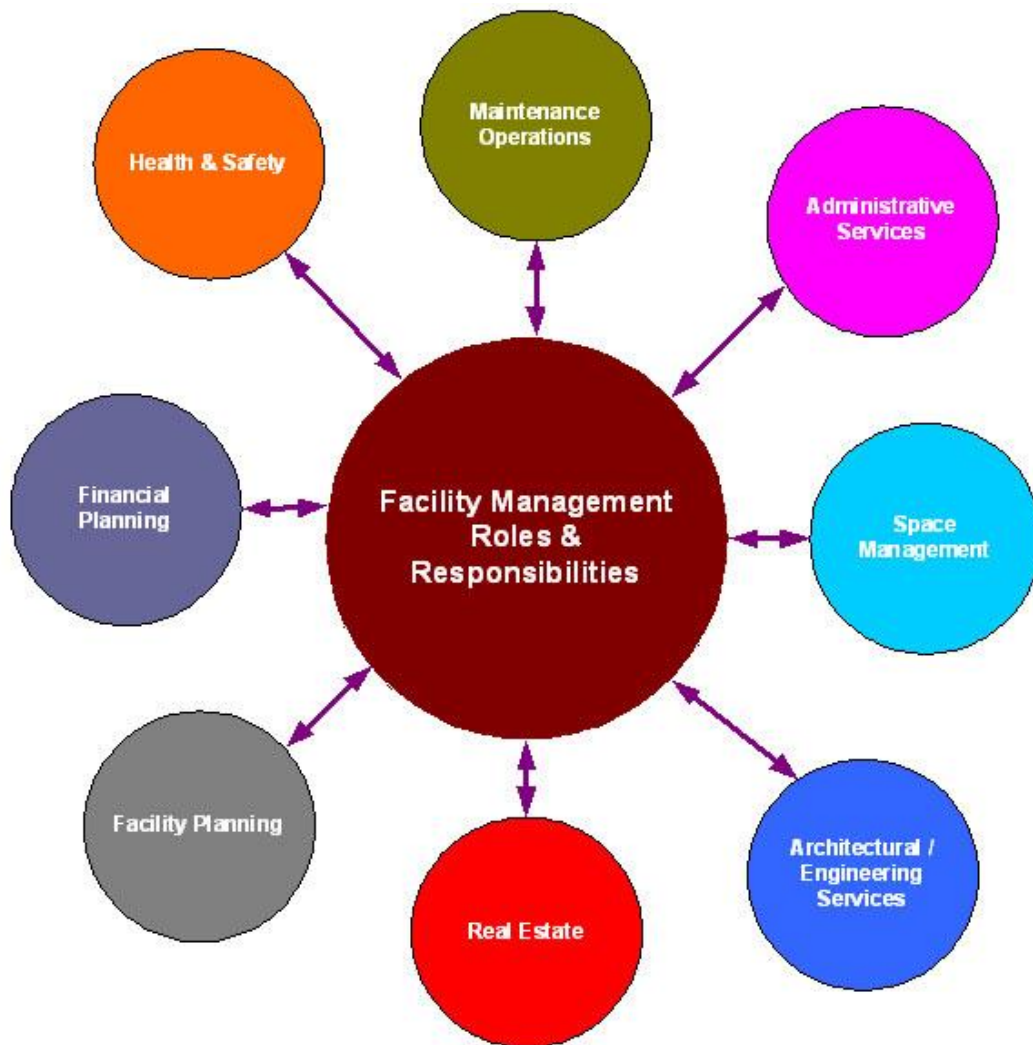 Maintenance
Operations
Health & Safety
Administrative
Services
Financial
Planning
Facility Management
Roles &
Responsibilities
Space
Management
Facility Planning
Architectural /
Engineering
Services
Real Estate